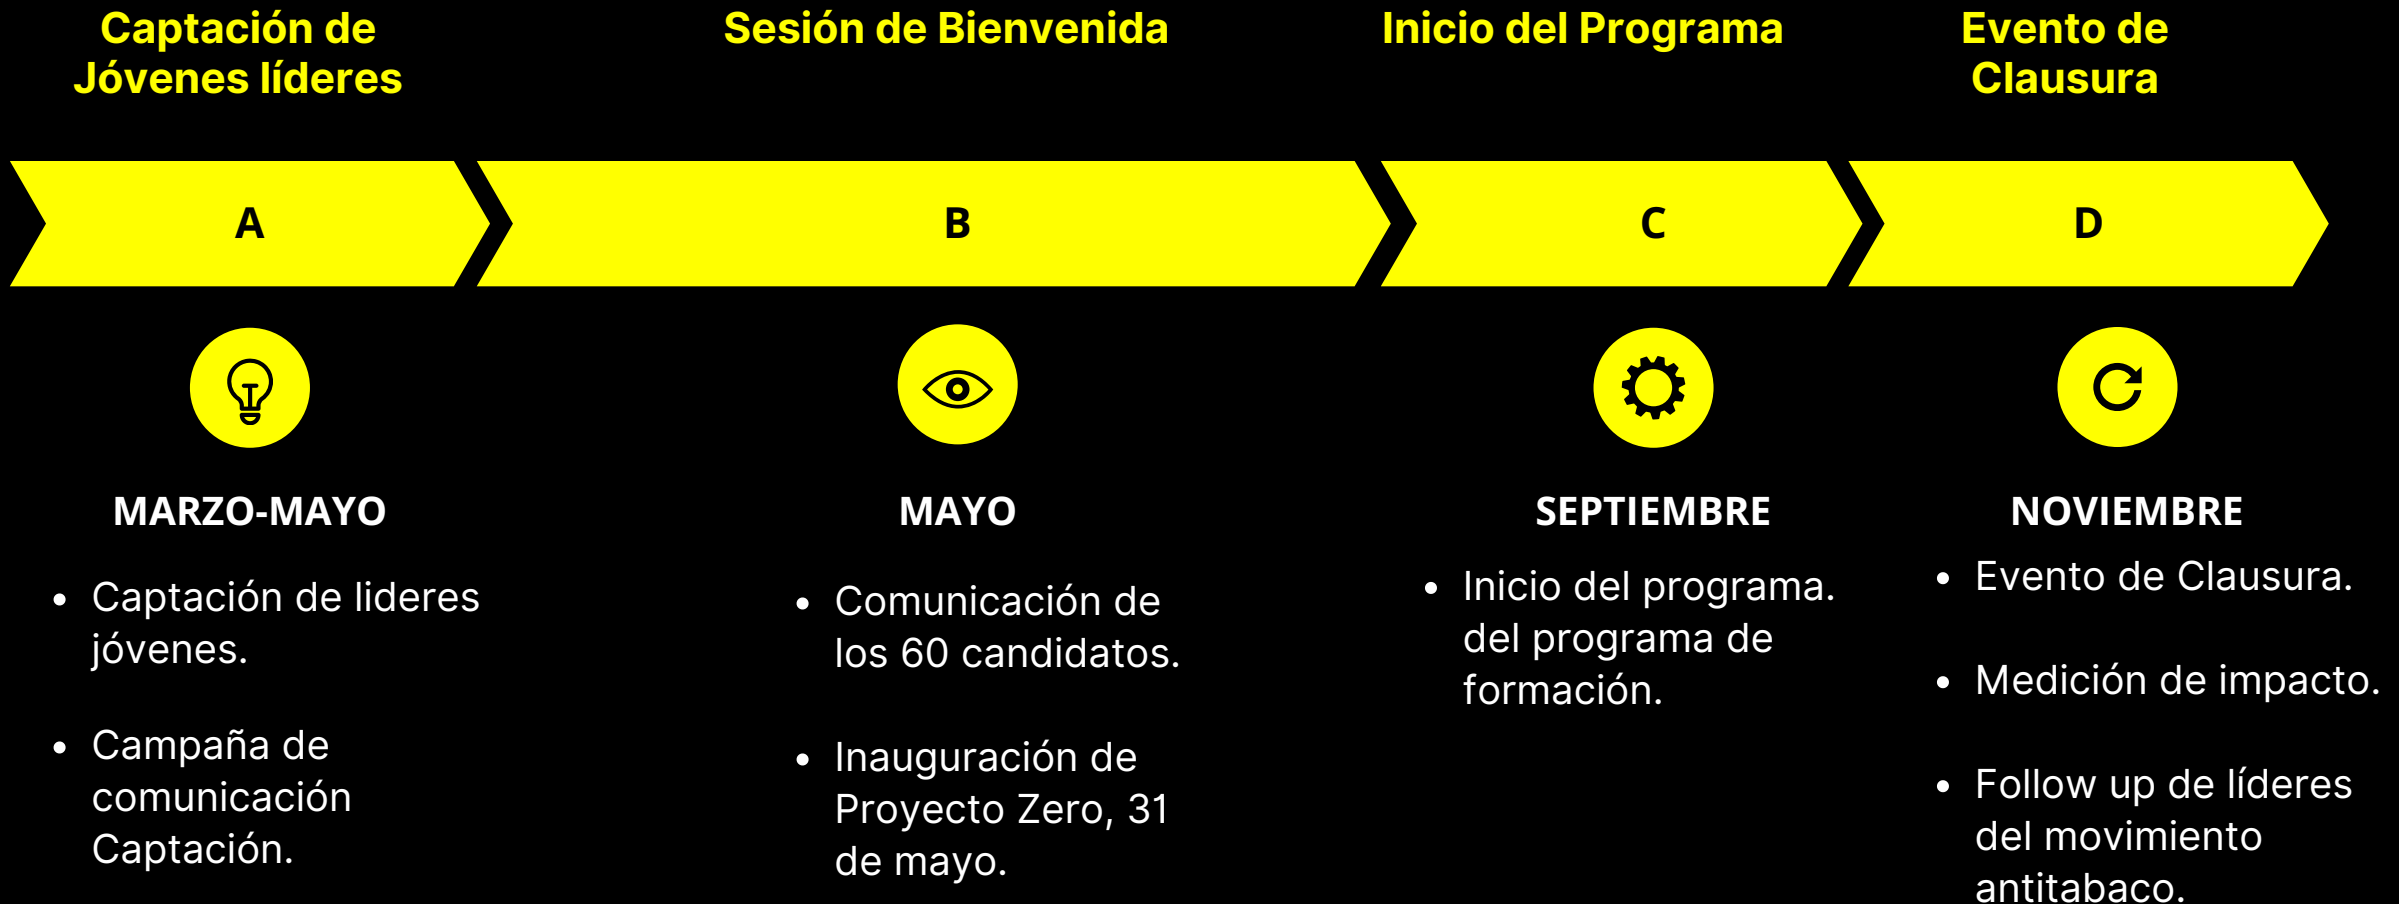 Captación de
Jóvenes líderes
Sesión de Bienvenida
Inicio del Programa
Evento de
Clausura
A
B
C
D
MARZO-MAYO
• Captación de lideres
jóvenes.
• Campaña de
comunicación
Captación.
MAYO
• Comunicación de
los 60 candidatos.
• Inauguración de
Proyecto Zero, 31
de mayo.
SEPTIEMBRE
• Inicio del programa.
del programa de
formación.
NOVIEMBRE
• Evento de Clausura.
• Medición de impacto.
• Follow up de líderes
del movimiento
antitabaco.